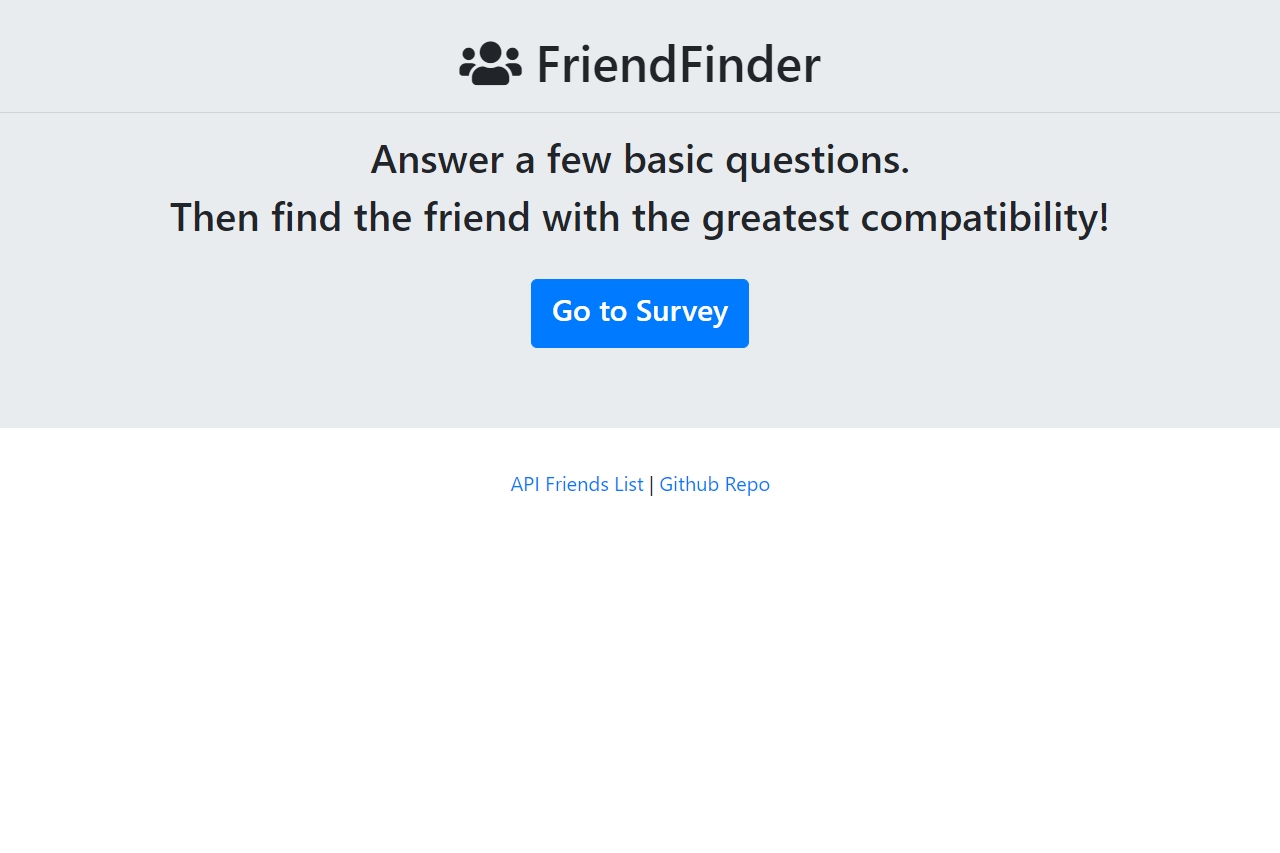 FriendFinder
Answer a few basic questions.
Then find the friend with the greatest compatibility!
Go to Survey
API Friends List | Github Repo